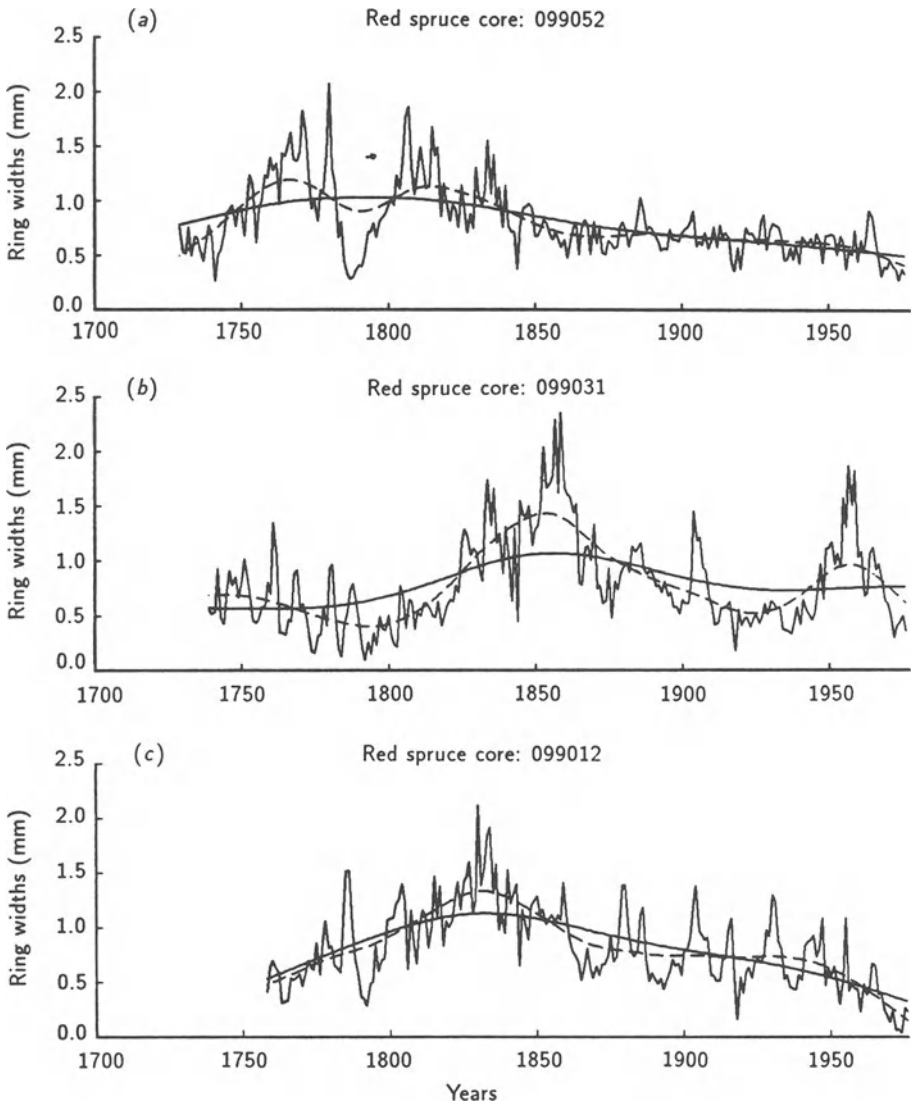 (a) Red spruce core: 099052
Ring widths (mm)
2.5
2.0
1.5
1.0
0.5
0.0
1700 1750 1800 1850 1900 1950
(b) Red spruce core: 099031
Ring widths (mm)
2.5
2.0
1.5
1.0
0.5
0.0
1700 1750 1800 1850 1900 1950
(c) Red spruce core: 099012
Ring widths (mm)
2.5
2.0
1.5
1.0
0.5
0.0
1700 1750 1800 1850 1900 1950
Years